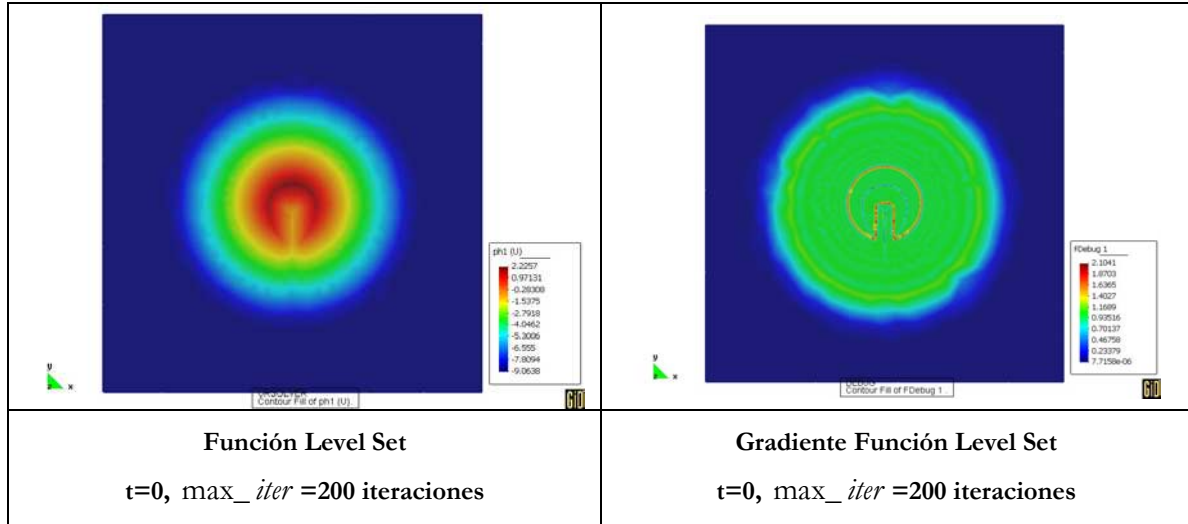 ph1 (U)
2.2257
0.97131
-0.28308
-1.5375
-2.7918
-4.0462
-5.3006
-6.555
-7.8094
-9.0638
y
z x
Contour Fill of ph1 (U).
GiD
FDebug 1
2.1041
1.8703
1.6365
1.4027
1.1689
0.93516
0.70137
0.46758
0.23379
7.7158e-06
y
z x
DEBUG
Contour Fill of FDebug 1 .
GiD
Función Level Set
t=0, max_ iter =200 iteraciones
Gradiente Función Level Set
t=0, max_ iter =200 iteraciones